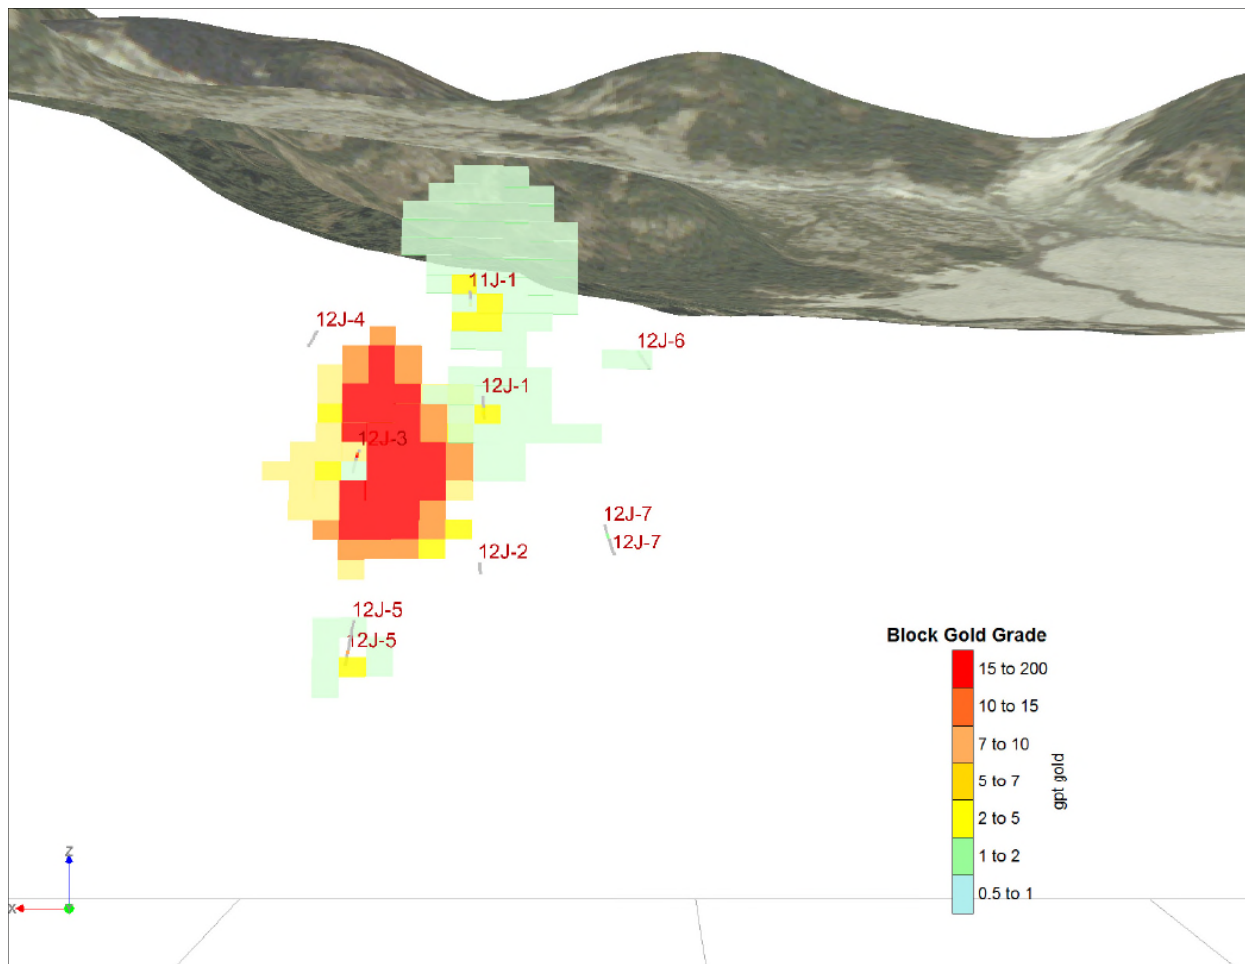 11J-1
12J-4
12J-6
12J-1
12J-3
12J-7
12J-7
12J-2
12J-5
12J-5
Block Gold Grade
15 to 200
10 to 15
7 to 10
5 to 7
2 to 5
1 to 2
0.5 to 1
gpt gold
Z
X